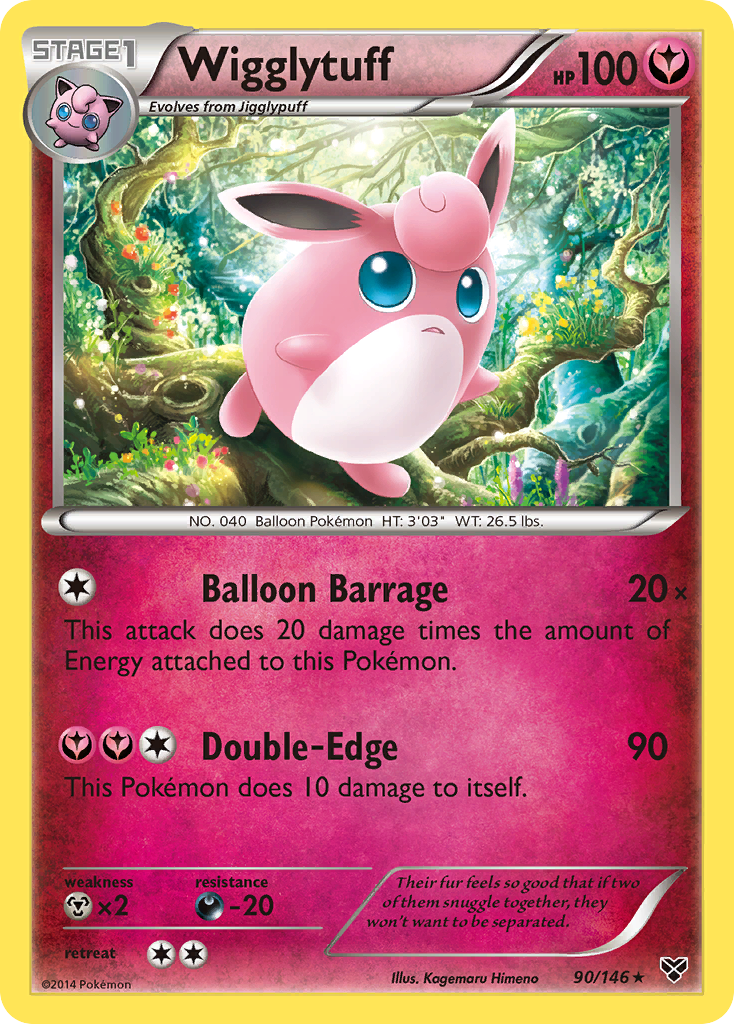 STAGE1
Wigglytuff
HP100
Evolves from Jigglypuff
NO. 040 Balloon Pokémon HT: 3'03" WT: 26.5 lbs.
Balloon Barrage 20×
This attack does 20 damage times the amount of
Energy attached to this Pokémon.
Double-Edge 90
This Pokémon does 10 damage to itself.
weakness resistance
×2 -20
Their fur feels so good that if two
of them snuggle together, they
won't want to be separated.
retreat
©2014 Pokémon
Illus. Kagemaru Himeno
90/146★